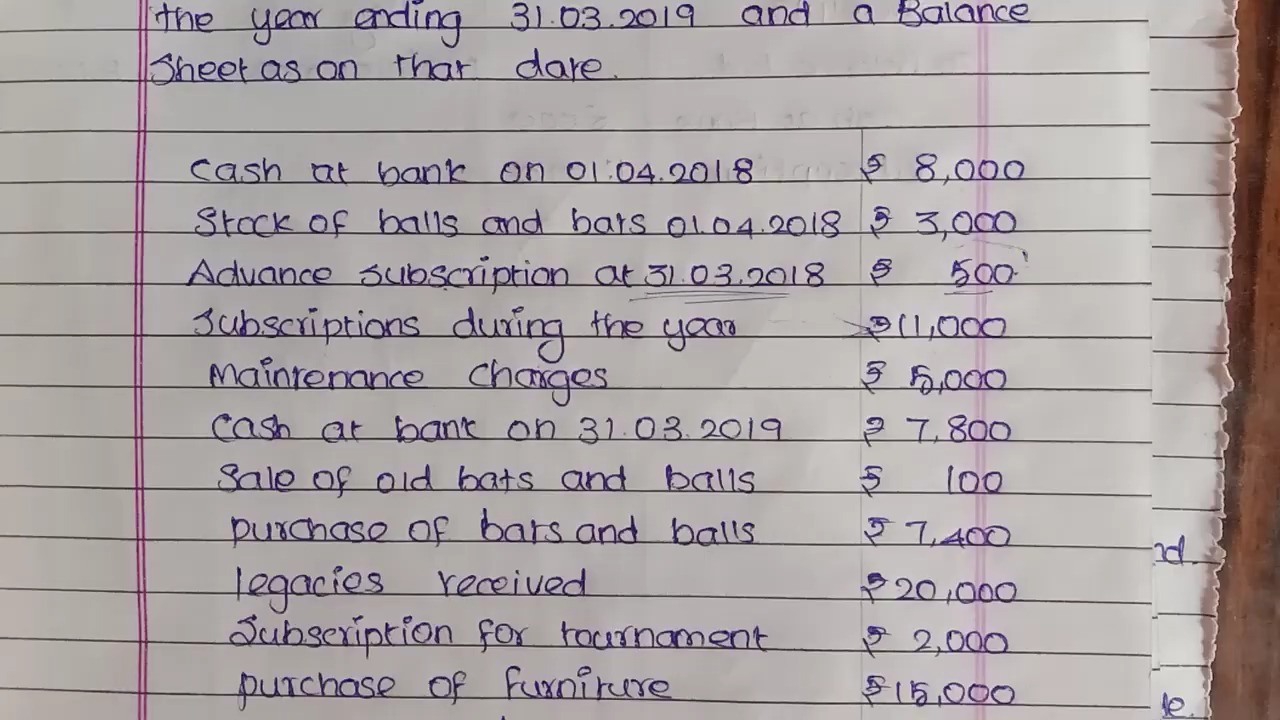 the year ending 31.03.2019 and a Balance
Sheet as on that date.
Cash at bank on 01.04.2018 ₹ 8,000
Stock of balls and bats 01.04.2018 ₹ 3,000
Advance subscription at 31.03.2018 ₹ 500
Subscriptions during the year ₹ 11,000
Maintenance charges ₹ 5,000
Cash at bank on 31.03.2019 ₹ 7,800
Sale of old bats and balls ₹ 100
purchase of bats and balls ₹ 7,400
legacies received ₹ 20,000
Subscription for tournament ₹ 2,000
purchase of furniture ₹ 15,000